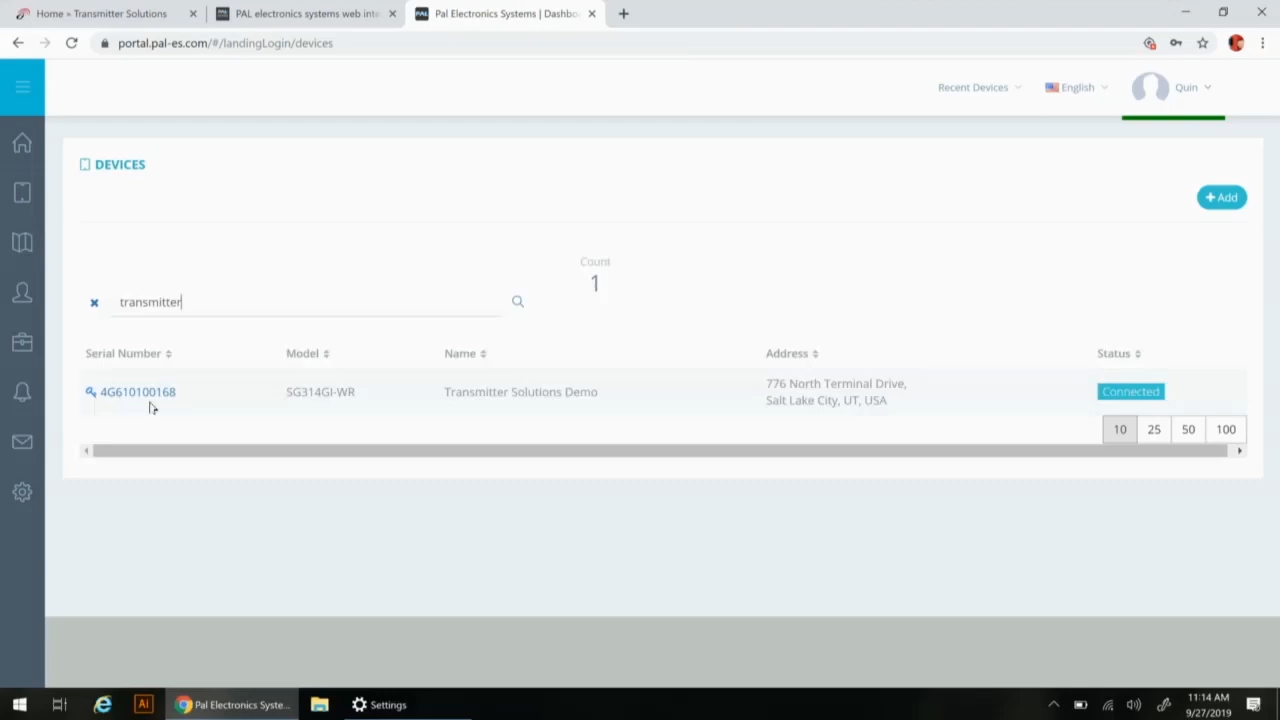 Home » Transmitter Solutions
PAL electronics systems web inte
Pal Electronics Systems | Dashbo
portal.pal-es.com/#/landingLogin/devices
Recent Devices
English
Quin
DEVICES
Add
Count
1
transmitter
Serial Number
Model
Name
Address
Status
4G610100168
SG314GI-WR
Transmitter Solutions Demo
776 North Terminal Drive,
Salt Lake City, UT, USA
Connected
10
25
50
100
Ai
Pal Electronics Syste...
Settings
11:14 AM
9/27/2019